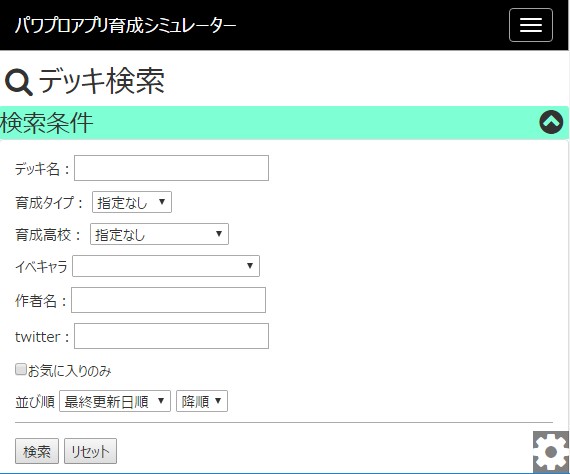 パワプロアプリ育成シミュレーター
デッキ検索
検索条件
デッキ名：
育成タイプ： 指定なし
育成高校： 指定なし
イベキャラ
作者名：
twitter：
お気に入りのみ
並び順 最終更新日順 降順
検索 リセット